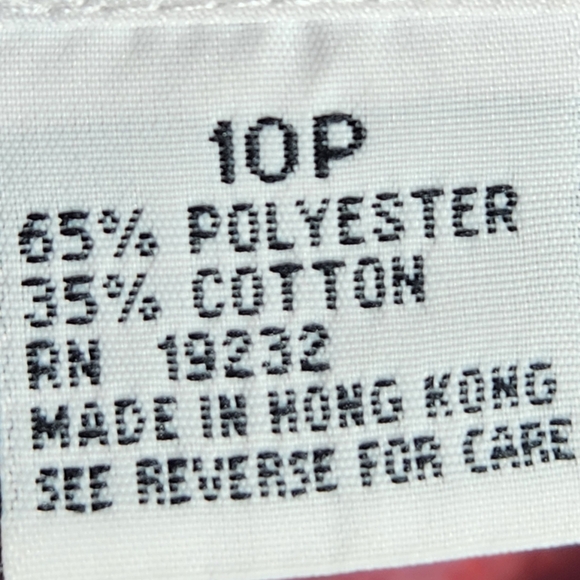 10P
65% POLYESTER
35% COTTON
RN 19232
MADE IN HONG KONG
SEE REVERSE FOR CARE